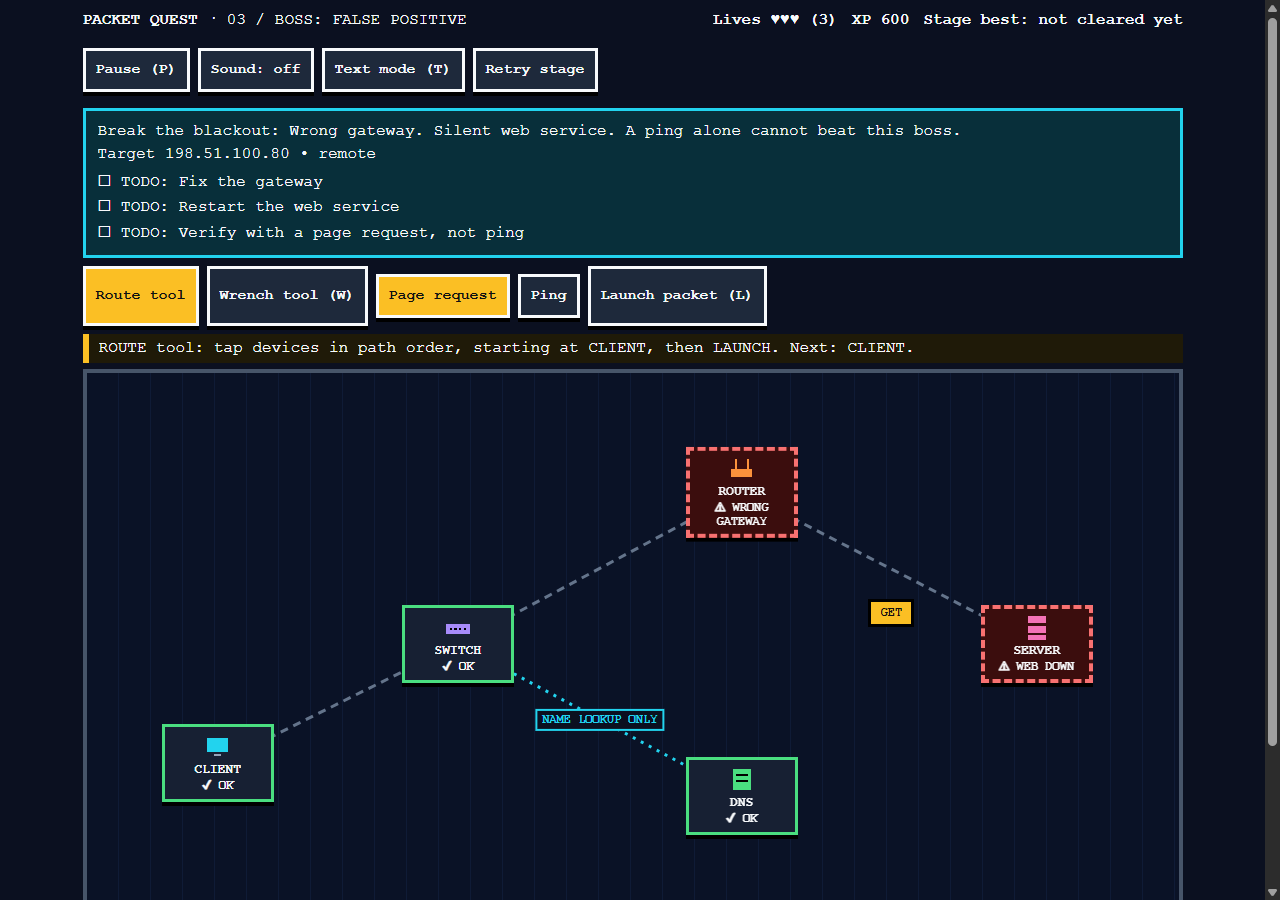 PACKET QUEST · 03 / BOSS: FALSE POSITIVE
Lives ♥♥♥ (3) XP 600 Stage best: not cleared yet
Pause (P)
Sound: off
Text mode (T)
Retry stage
Break the blackout: Wrong gateway. Silent web service. A ping alone cannot beat this boss.
Target 198.51.100.80 • remote
☐ TODO: Fix the gateway
☐ TODO: Restart the web service
☐ TODO: Verify with a page request, not ping
Route tool
Wrench tool (W)
Page request
Ping
Launch packet (L)
ROUTE tool: tap devices in path order, starting at CLIENT, then LAUNCH. Next: CLIENT.
ROUTER
⚠ WRONG
GATEWAY
GET
SWITCH
✓ OK
SERVER
⚠ WEB DOWN
NAME LOOKUP ONLY
CLIENT
✓ OK
DNS
✓ OK